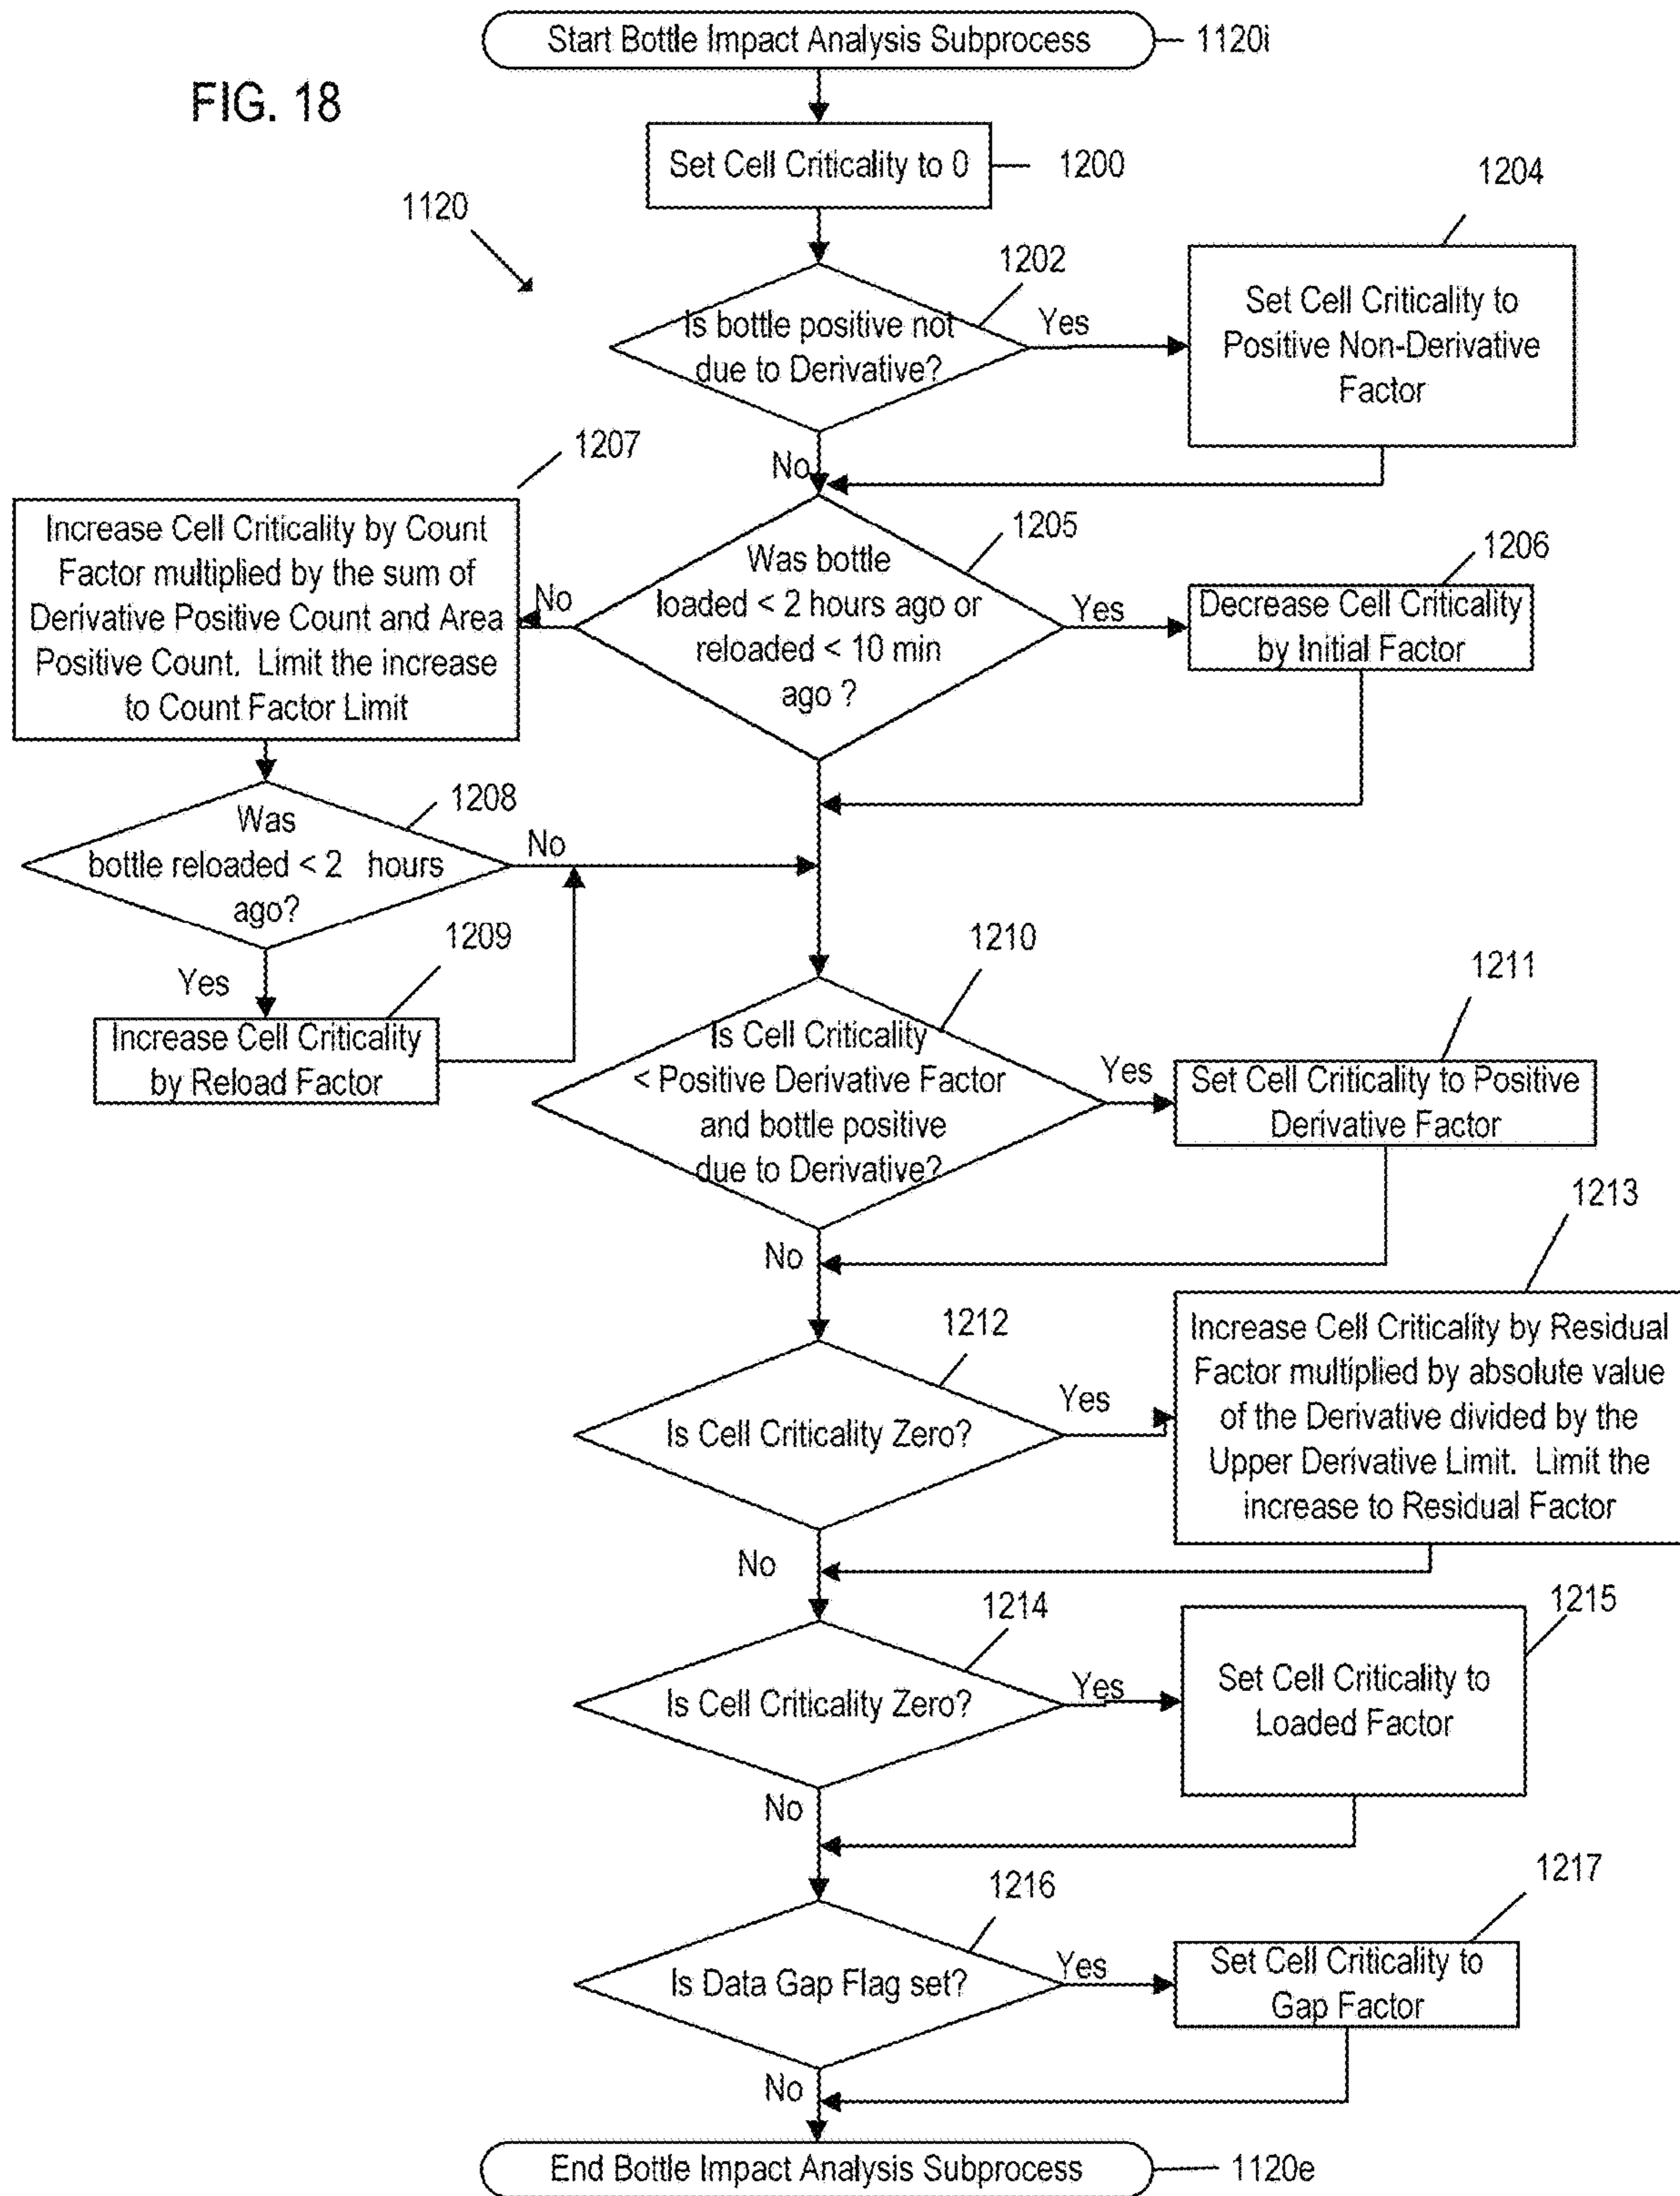 Start Bottle Impact Analysis Subprocess
1120i
FIG. 18
Set Cell Criticality to 0
1200
1120
1202
Is bottle positive not
due to Derivative?
Yes
No
1204
Set Cell Criticality to
Positive Non-Derivative
Factor
1207
Increase Cell Criticality by Count
Factor multiplied by the sum of
Derivative Positive Count and Area
Positive Count. Limit the increase
to Count Factor Limit
No
1205
Was bottle
loaded < 2 hours ago or
reloaded < 10 min
ago ?
Yes
1206
Decrease Cell Criticality
by Initial Factor
1208
Was
bottle reloaded < 2 hours
ago?
No
Yes
1209
Increase Cell Criticality
by Reload Factor
1210
Is Cell Criticality
< Positive Derivative Factor
and bottle positive
due to Derivative?
Yes
No
1211
Set Cell Criticality to Positive
Derivative Factor
1212
Is Cell Criticality Zero?
Yes
No
1213
Increase Cell Criticality by Residual
Factor multiplied by absolute value
of the Derivative divided by the
Upper Derivative Limit. Limit the
increase to Residual Factor
1214
Is Cell Criticality Zero?
Yes
No
1215
Set Cell Criticality to
Loaded Factor
1216
Is Data Gap Flag set?
Yes
No
1217
Set Cell Criticality to
Gap Factor
End Bottle Impact Analysis Subprocess
1120e